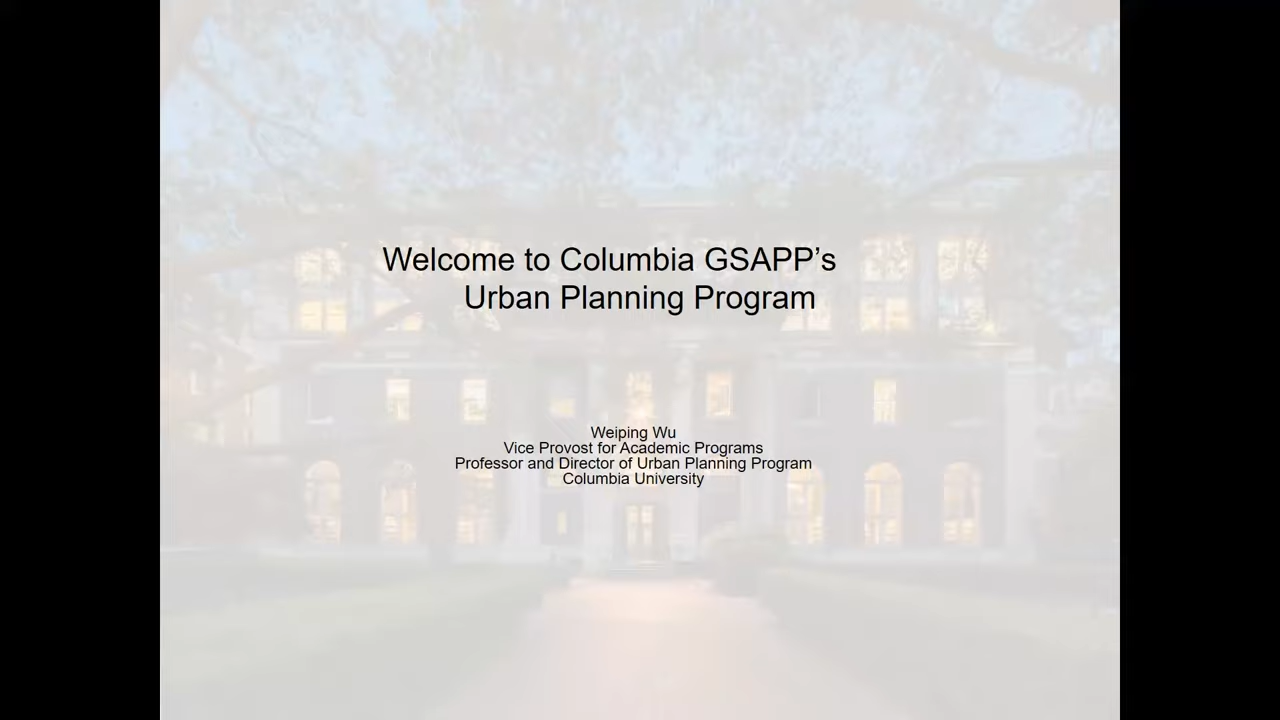 Welcome to Columbia GSAPP’s
Urban Planning Program
Weiping Wu
Vice Provost for Academic Programs
Professor and Director of Urban Planning Program
Columbia University